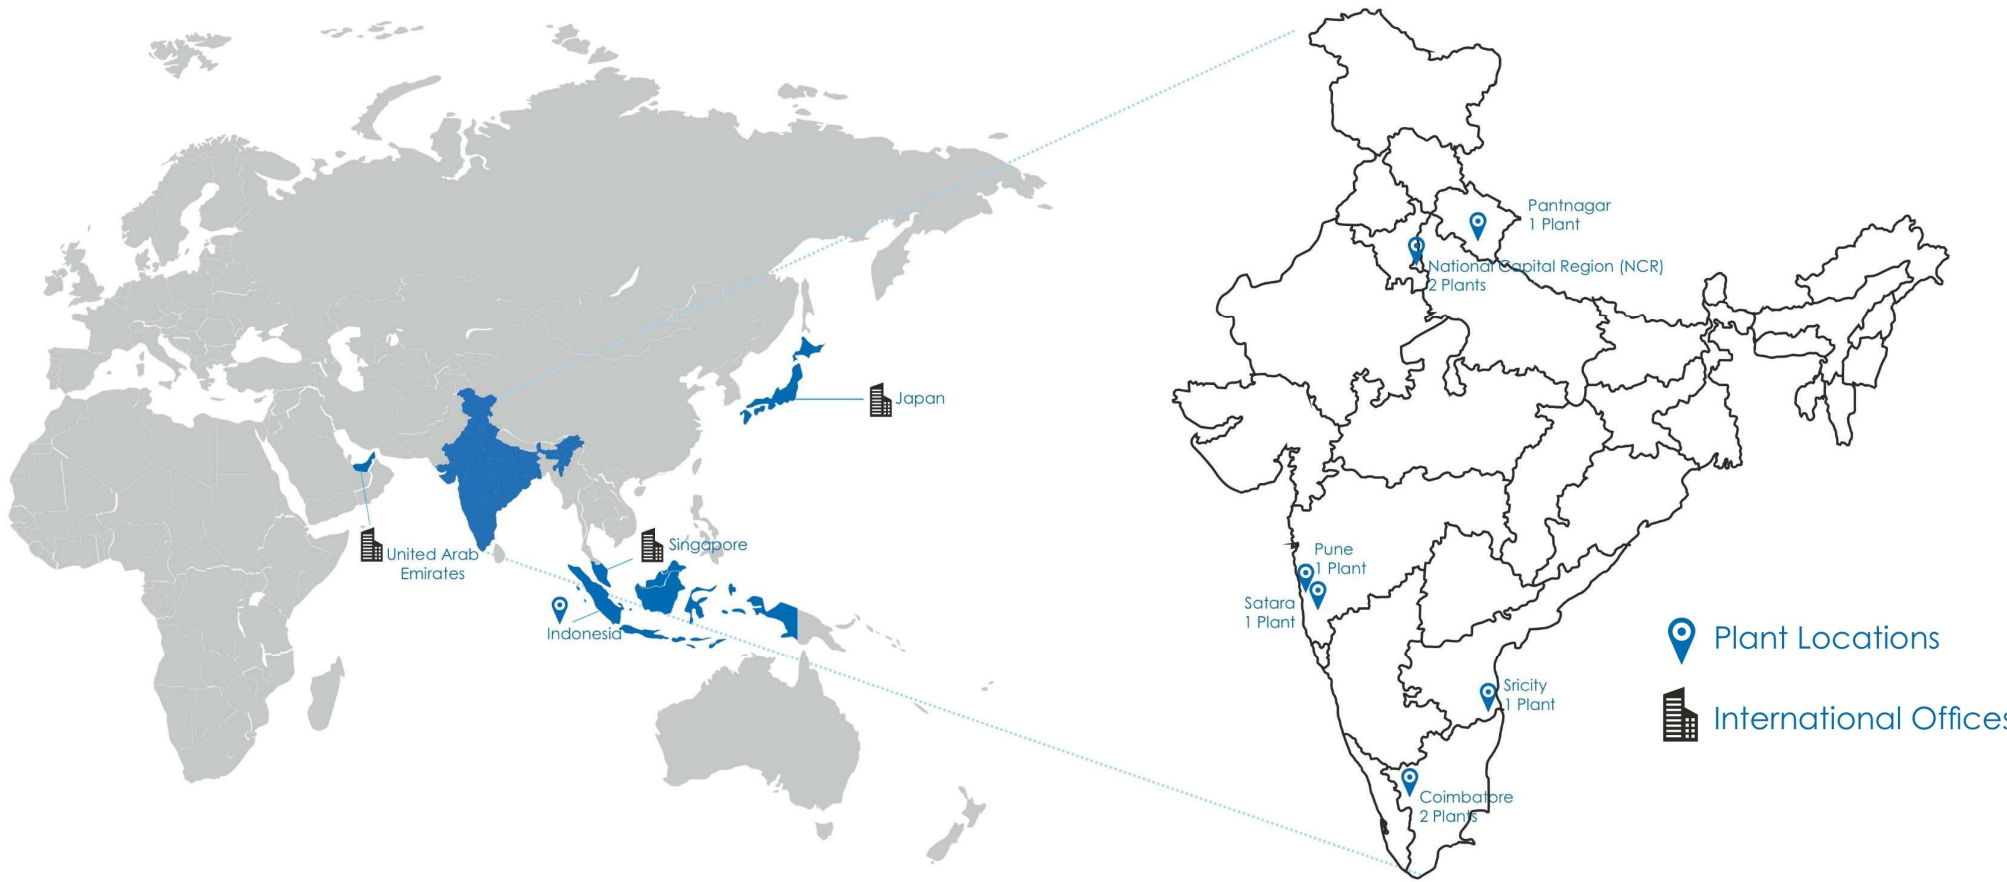 Japan
United Arab
Emirates
Singapore
Indonesia
Pantnagar
1 Plant
National Capital Region (NCR)
2 Plants
Pune
1 Plant
Satara
1 Plant
Sricity
1 Plant
Coimbatore
2 Plants
Plant Locations
International Offices